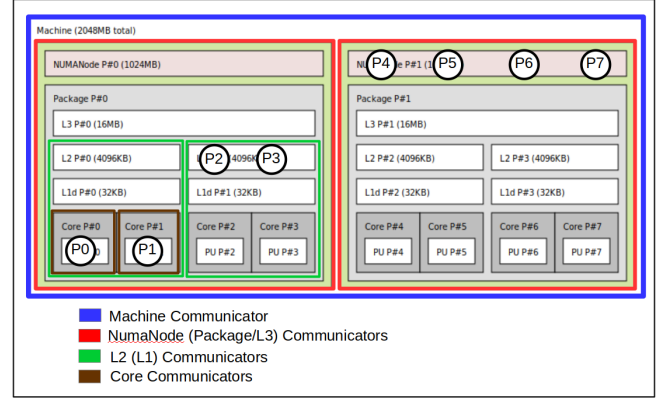 Machine (2048MB total)
NUMANode P#0 (1024MB)
P4 P5 P6 P7
Package P#0
Package P#1
L3 P#0 (16MB)
L3 P#1 (16MB)
L2 P#0 (4096KB)
P2 P3
L2 P#2 (4096KB)
L2 P#3 (4096KB)
L1d P#0 (32KB)
L1d P#1 (32KB)
L1d P#2 (32KB)
L1d P#3 (32KB)
Core P#0
Core P#1
Core P#2
Core P#3
Core P#4
Core P#5
Core P#6
Core P#7
P0
P1
PU P#2
PU P#3
PU P#4
PU P#5
PU P#6
PU P#7
Machine Communicator
NumaNode (Package/L3) Communicators
L2 (L1) Communicators
Core Communicators